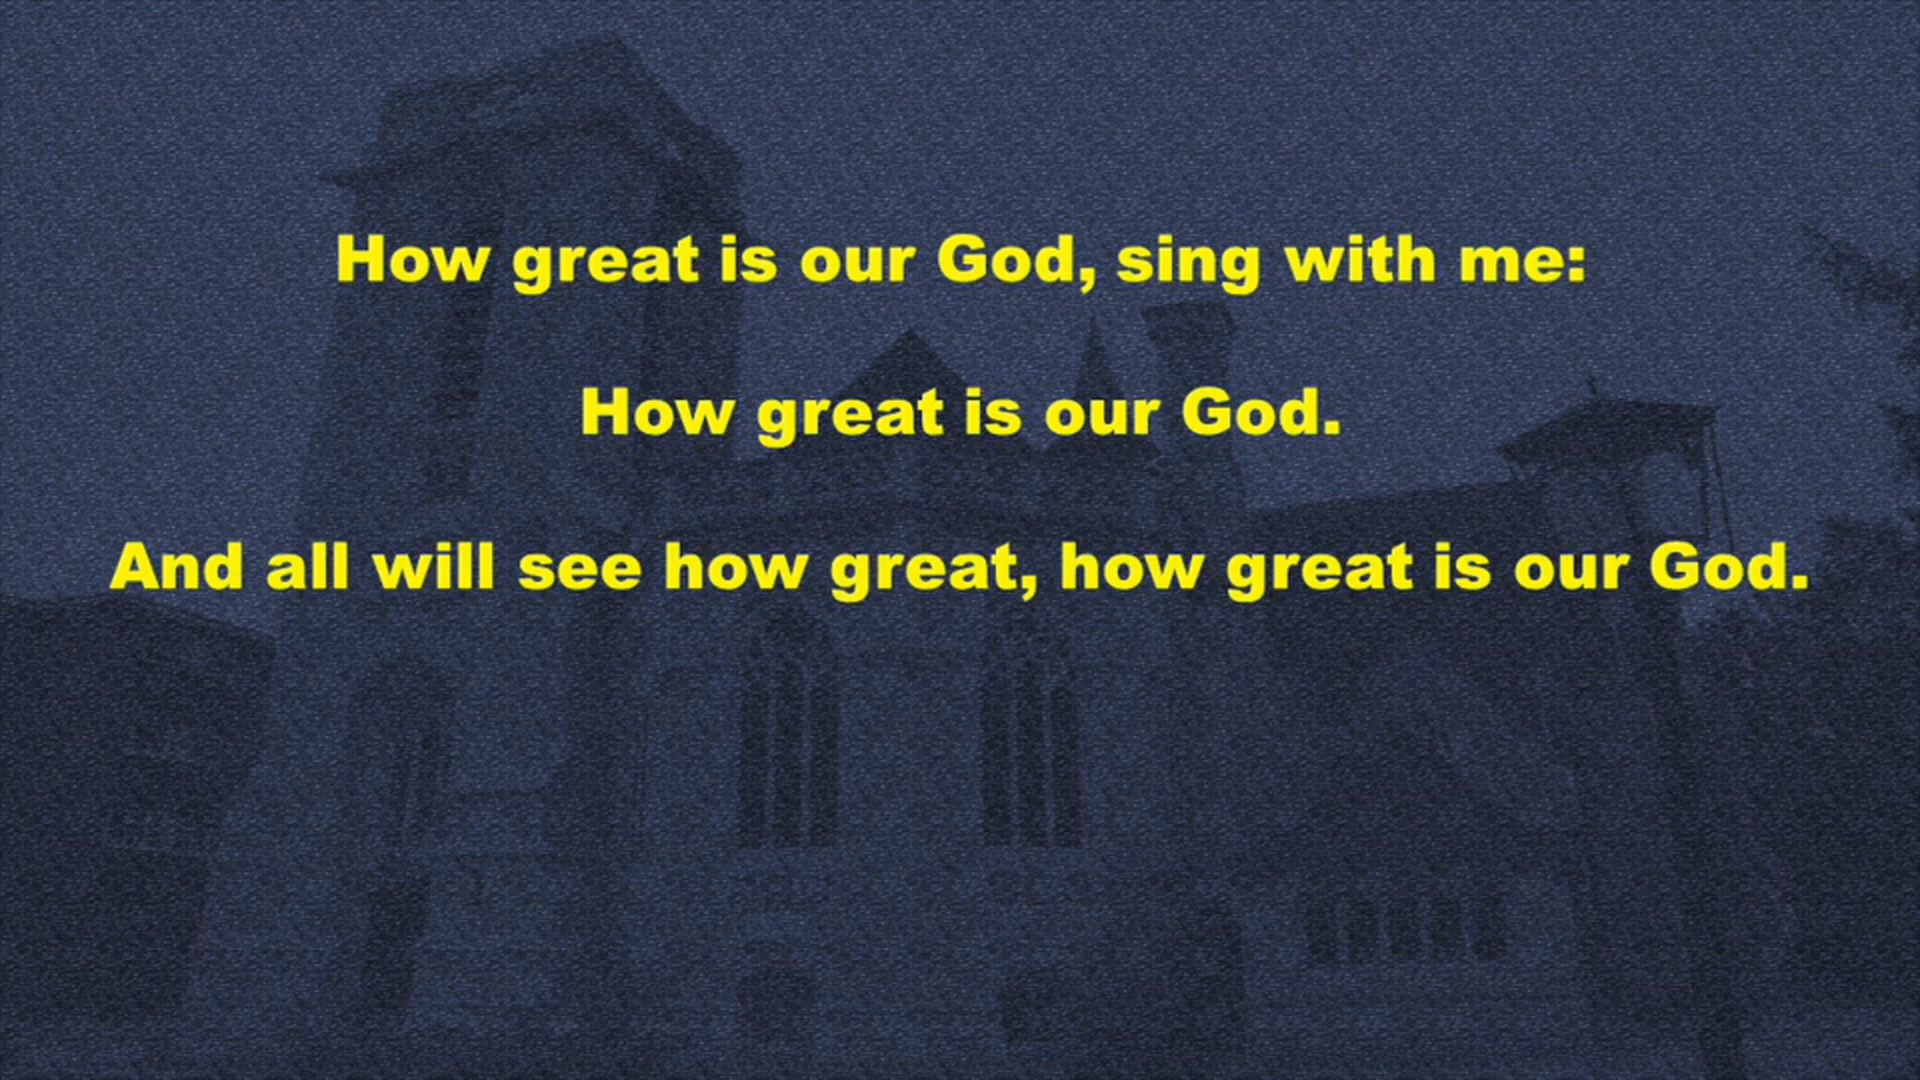 How great is our God, sing with me:
How great is our God.
And all will see how great, how great is our God.